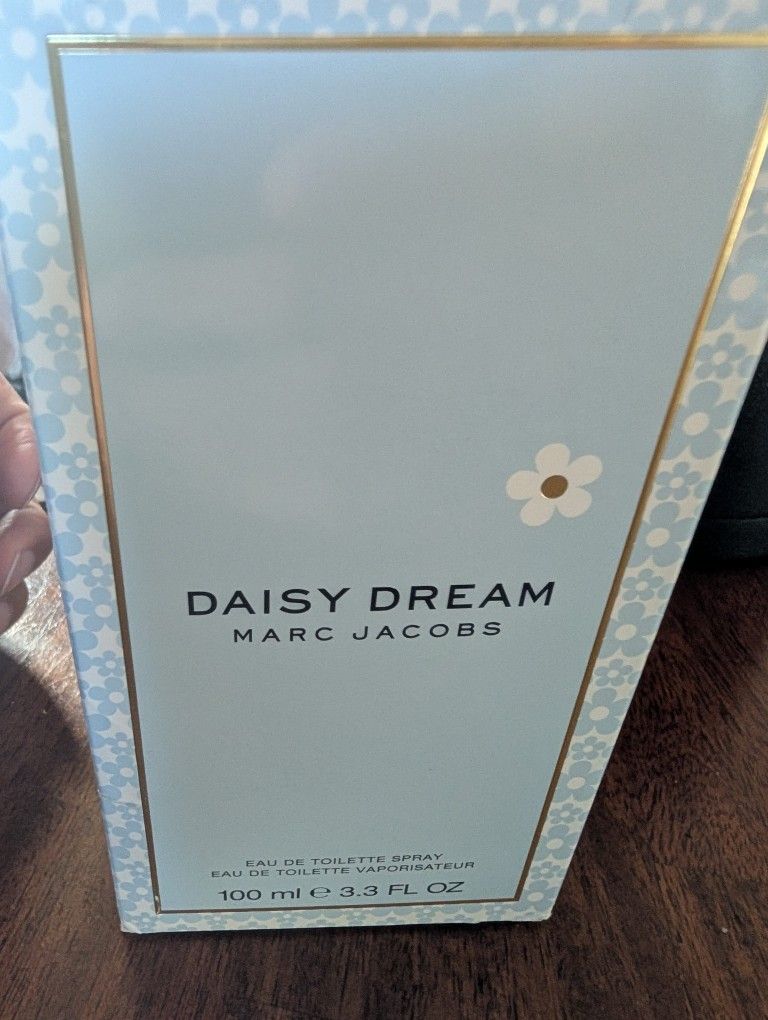 DAISY DREAM
MARC JACOBS
EAU DE TOILETTE SPRAY
EAU DE TOILETTE VAPORISATEUR
100 ml ℮ 3.3 FL OZ